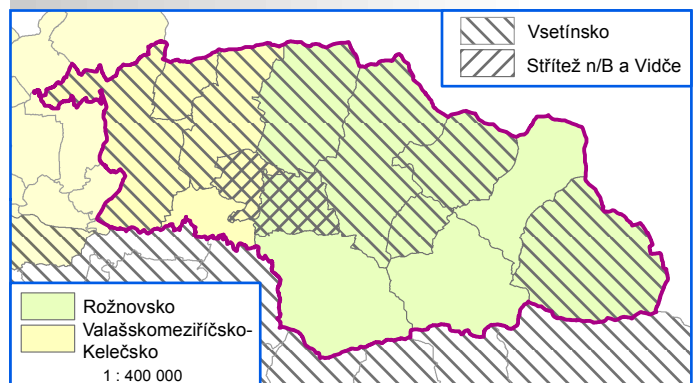 Vsetínsko
Střítež n/B a Vidče
Rožnovsko
Valašskomeziříčsko-
Kelečsko
1 : 400 000